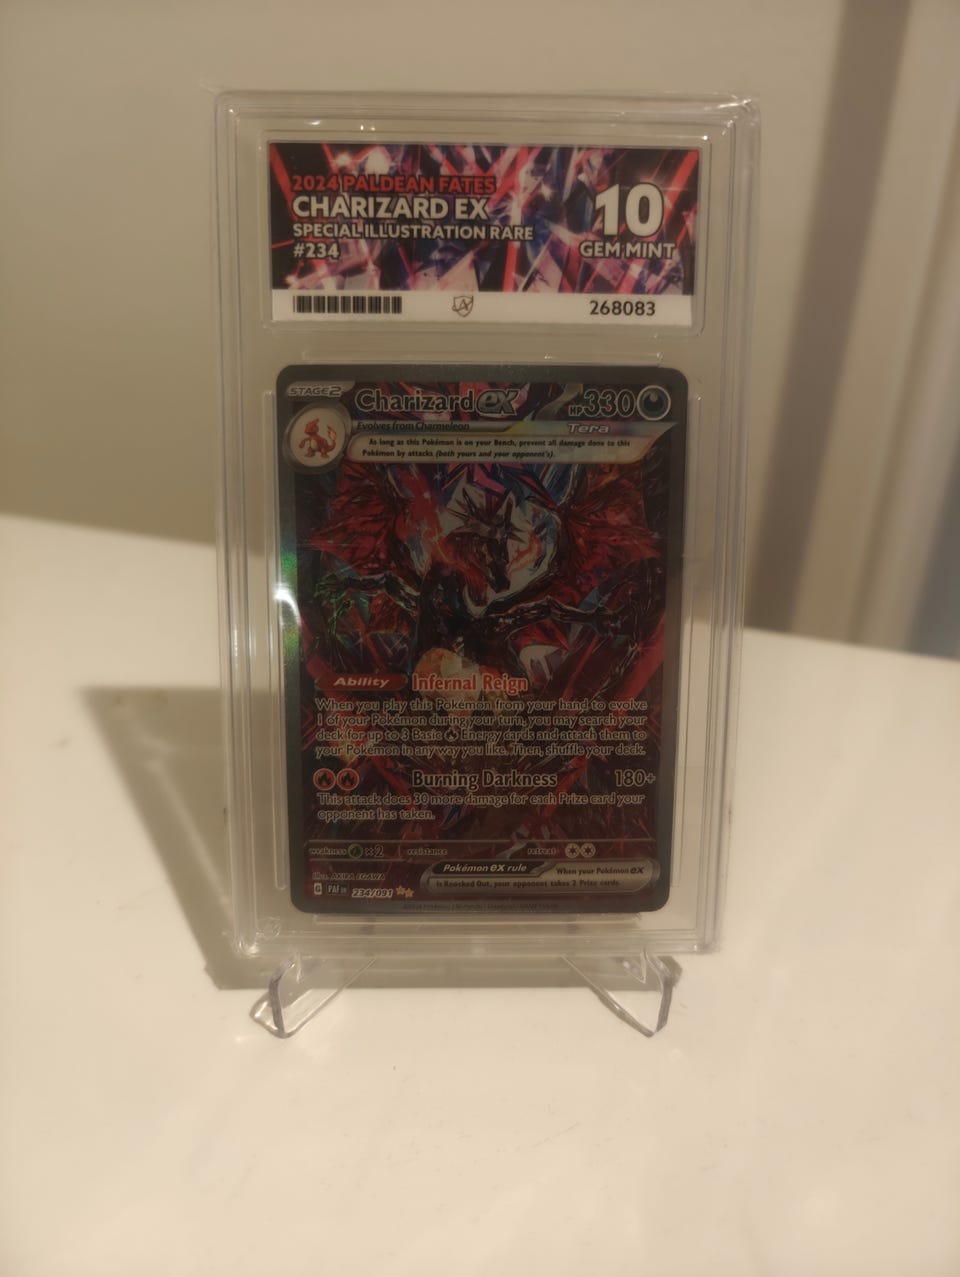 2024 PALDEAN FATES
CHARIZARD EX
SPECIAL ILLUSTRATION RARE
#234
10
GEM MINT
268083
STAGE2 Charizard ex HP330
Evolves from Charmeleon Tera
As long as this Pokémon is on your Bench, prevent all damage done to this
Pokémon by attacks (both yours and your opponent's).
Ability Infernal Reign
When you play this Pokémon from your hand to evolve
1 of your Pokémon during your turn, you may search your
deck for up to 3 Basic Energy cards and attach them to
your Pokémon in any way you like. Then, shuffle your deck.
Burning Darkness 180+
This attack does 30 more damage for each Prize card your
opponent has taken.
weakness ×2 resistance retreat
Pokémon ex rule When your Pokémon ex
is Knocked Out, your opponent takes 2 Prize cards.
Illus. AKIRA EGAWA
G PAF EN 234/091